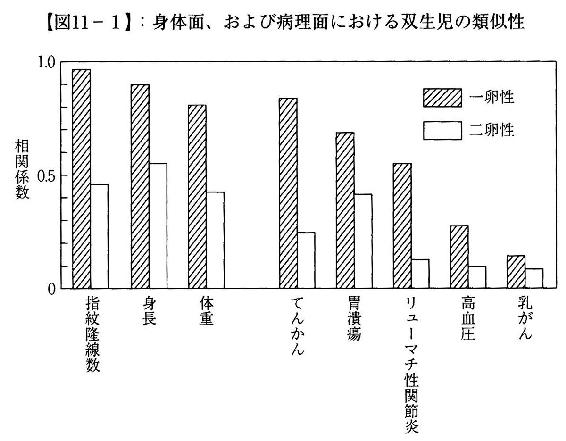 【図11-1】：身体面、および病理面における双生児の類似性
1.0
0.5
0
相関係数
一卵性
二卵性
指紋隆線数
身長
体重
てんかん
胃潰瘍
リューマチ性関節炎
高血圧
乳がん